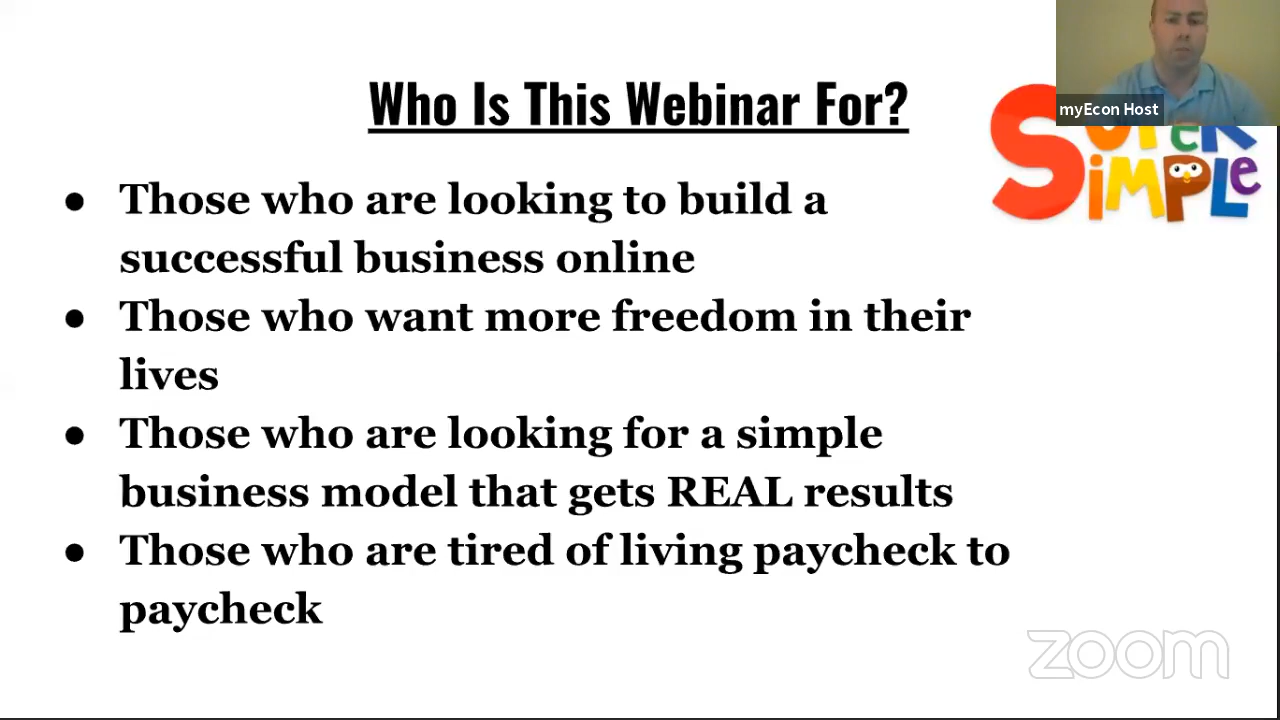 Who Is This Webinar For?
myEcon Host
SUPER
SiMPLE
● Those who are looking to build a
successful business online
● Those who want more freedom in their
lives
● Those who are looking for a simple
business model that gets REAL results
● Those who are tired of living paycheck to
paycheck
zoom